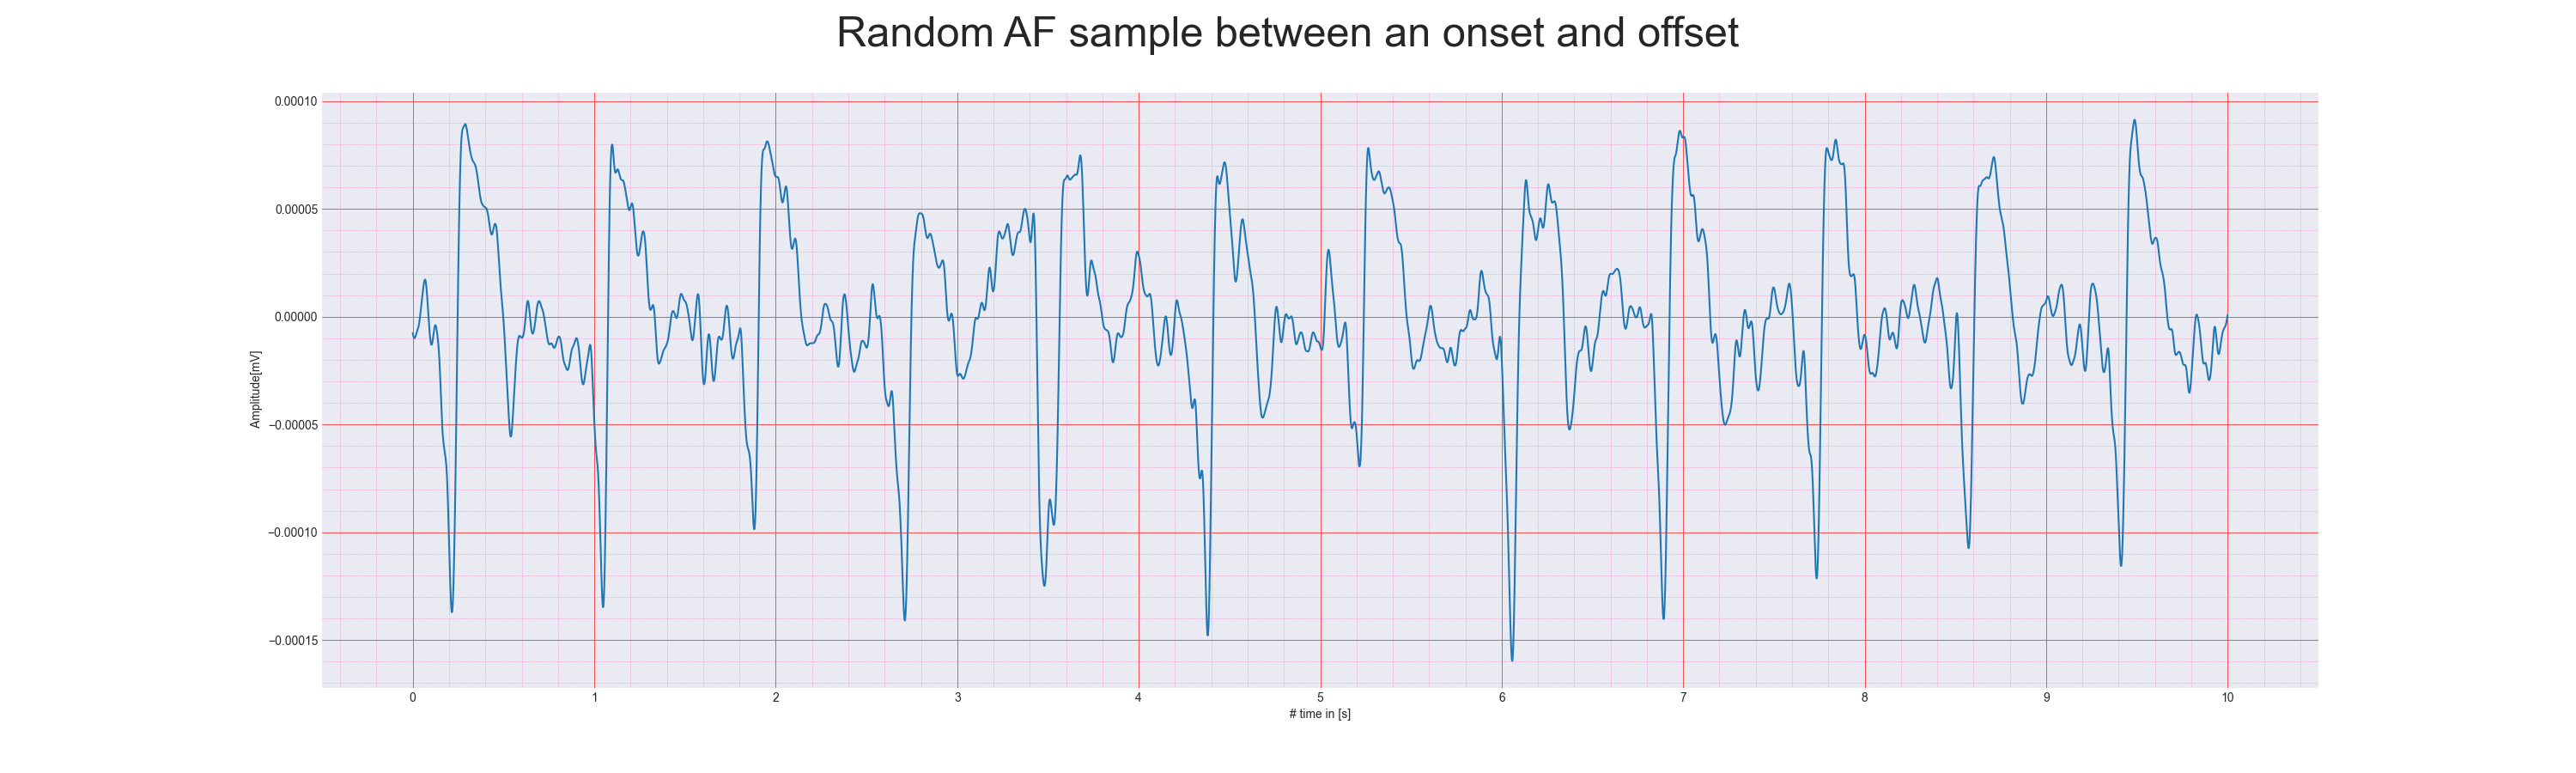 Random AF sample between an onset and offset
0.00010
0.00005
0.00000
−0.00005
−0.00010
−0.00015
Amplitude[mV]
0 1 2 3 4 5 6 7 8 9 10
# time in [s]